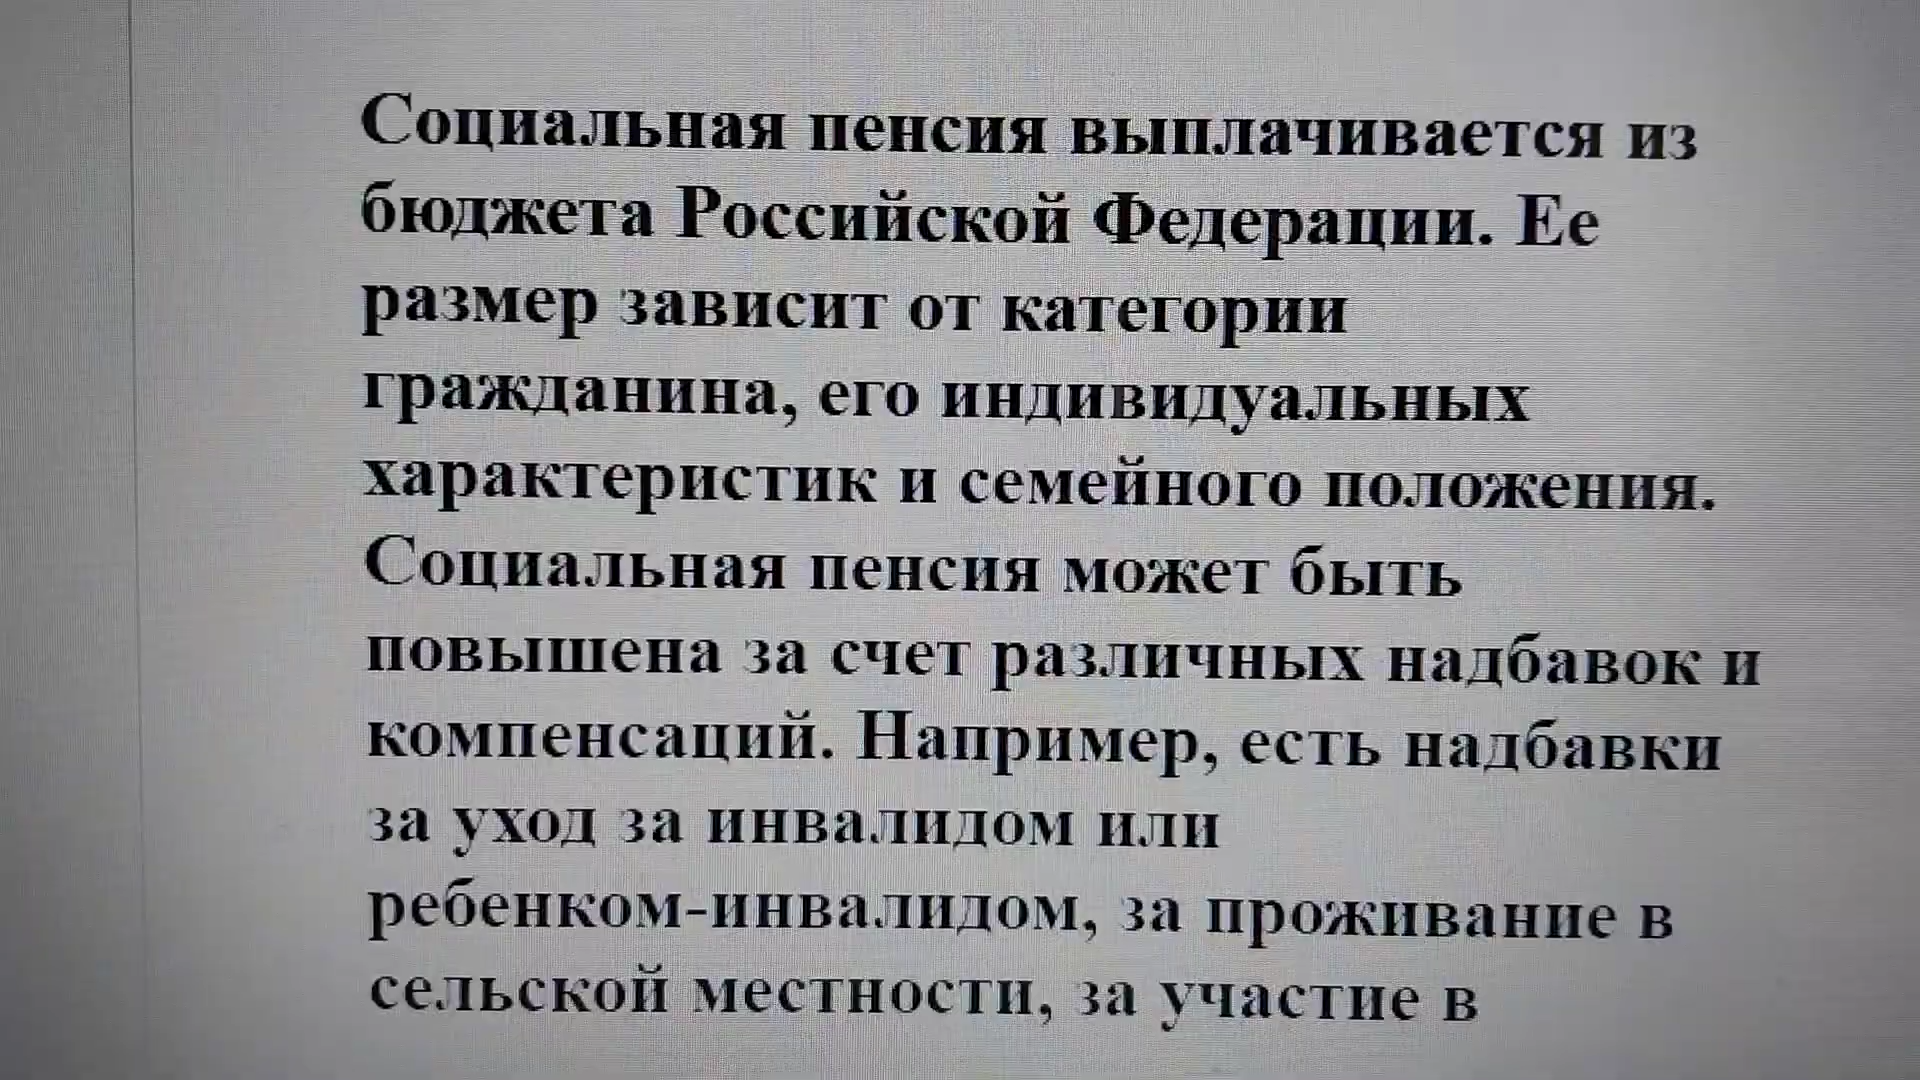 Социальная пенсия выплачивается из
бюджета Российской Федерации. Ее
размер зависит от категории
гражданина, его индивидуальных
характеристик и семейного положения.
Социальная пенсия может быть
повышена за счет различных надбавок и
компенсаций. Например, есть надбавки
за уход за инвалидом или
ребенком-инвалидом, за проживание в
сельской местности, за участие в